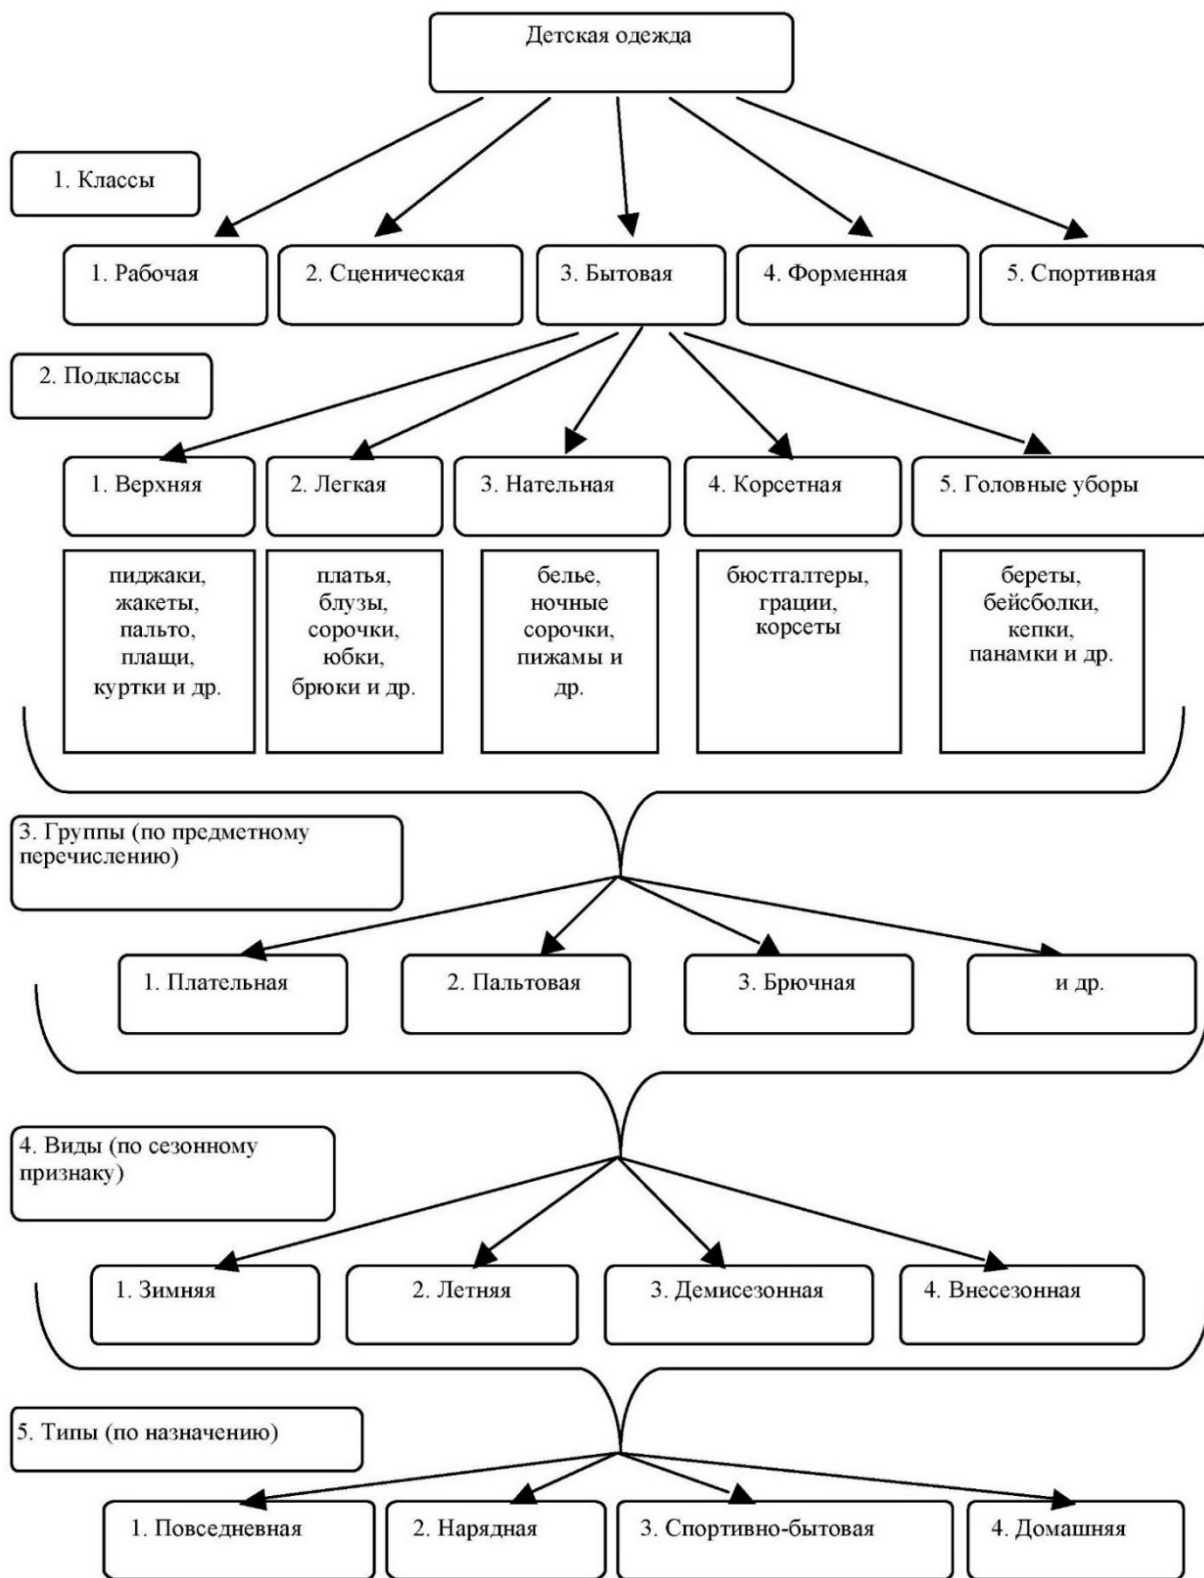 Детская одежда
1. Классы
1. Рабочая
2. Сценическая
3. Бытовая
4. Форменная
5. Спортивная
2. Подклассы
1. Верхняя
2. Легкая
3. Нательная
4. Корсетная
5. Головные уборы
пиджаки,
жакеты,
пальто,
плащи,
куртки и др.
платья,
блузы,
сорочки,
юбки,
брюки и др.
белье,
ночные
сорочки,
пижамы и
др.
бюстгалтеры,
грации,
корсеты
береты,
бейсболки,
кепки,
панамки и др.
3. Группы (по предметному
перечислению)
1. Плательная
2. Пальтовая
3. Брючная
и др.
4. Виды (по сезонному
признаку)
1. Зимняя
2. Летняя
3. Демисезонная
4. Внесезонная
5. Типы (по назначению)
1. Повседневная
2. Нарядная
3. Спортивно-бытовая
4. Домашняя